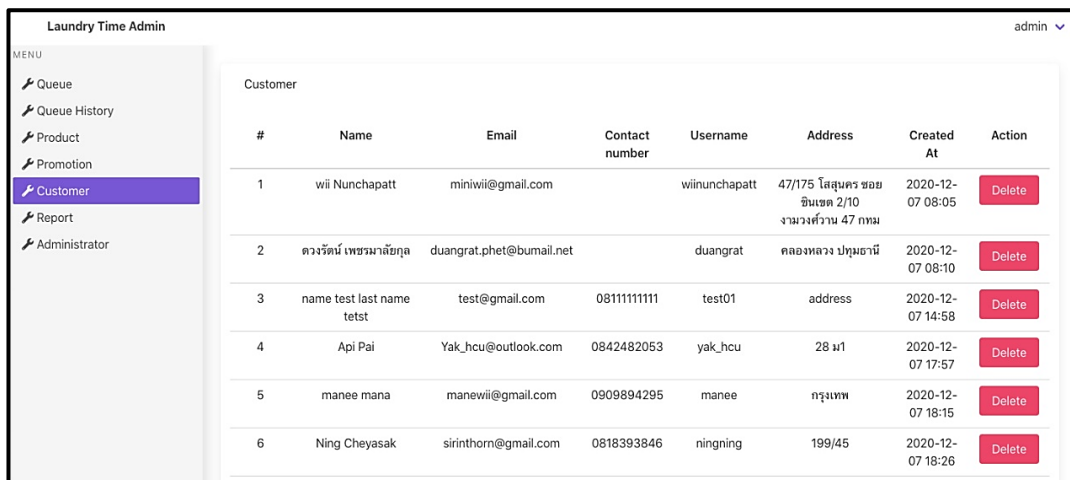 Laundry Time Admin
admin
MENU
Queue
Queue History
Product
Promotion
Customer
Report
Administrator
Customer
# Name Email Contact number Username Address Created At Action
1 wii Nunchapatt miniwii@gmail.com wiinunchapatt 47/175 โสสุนคร ซอย ชินเขต 2/10 งามวงศ์วาน 47 กทม 2020-12-07 08:05 Delete
2 ดวงรัตน์ เพชรมาลัยกุล duangrat.phet@bumail.net duangrat คลองหลวง ปทุมธานี 2020-12-07 08:10 Delete
3 name test last name tetst test@gmail.com 08111111111 test01 address 2020-12-07 14:58 Delete
4 Api Pai Yak_hcu@outlook.com 0842482053 yak_hcu 28 ม1 2020-12-07 17:57 Delete
5 manee mana manewii@gmail.com 0909894295 manee กรุงเทพ 2020-12-07 18:15 Delete
6 Ning Cheyasak sirinthorn@gmail.com 0818393846 ningning 199/45 2020-12-07 18:26 Delete